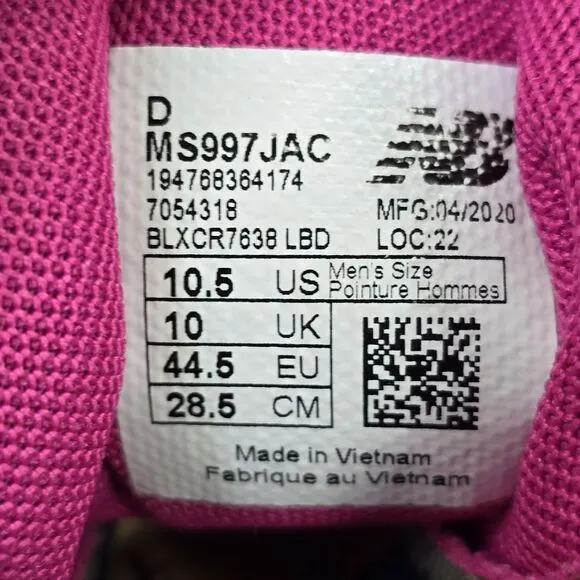 D
MS997JAC
194768364174
7054318 MFG:04/2020
BLXCR7638 LBD LOC:22
10.5 US Men's Size
Pointure Hommes
10 UK
44.5 EU
28.5 CM
Made in Vietnam
Fabrique au Vietnam